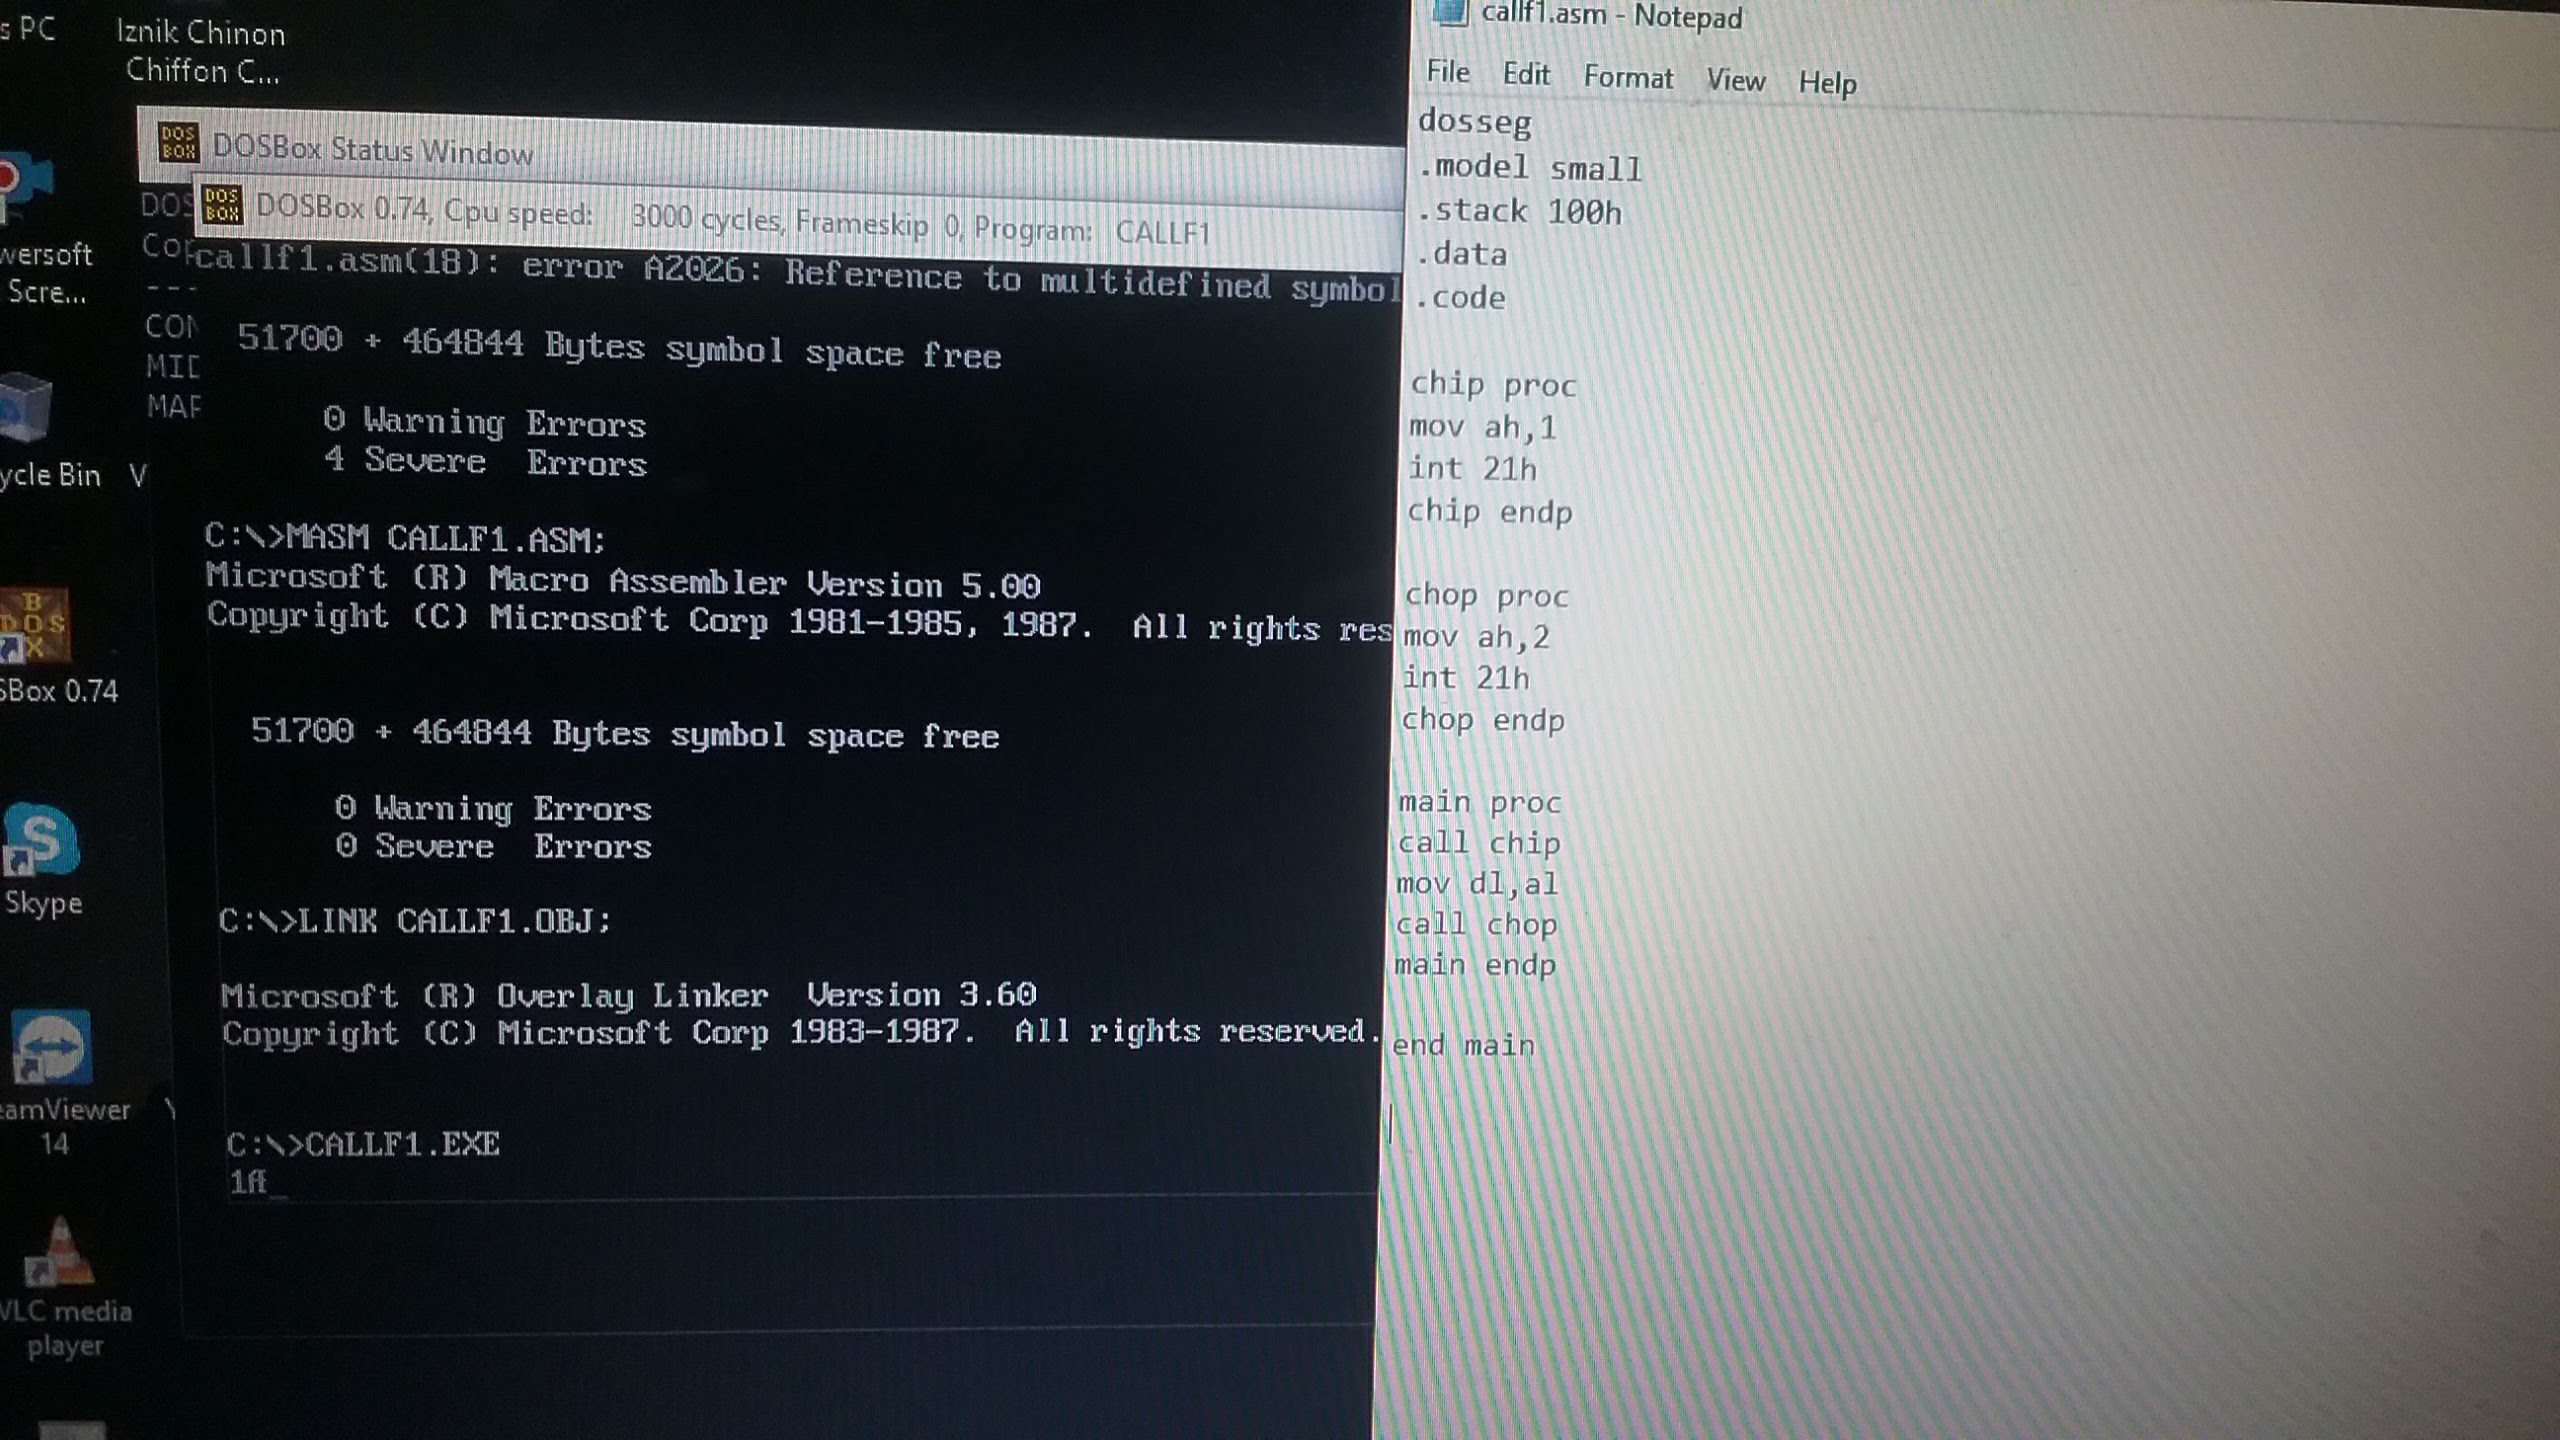 s PC
Iznik Chinon
Chiffon C...
wersoft
Scre...
ycle Bin
V
SBox 0.74
Skype
eamViewer
14
VLC media
player
DOSBox Status Window
DOS
CON
MID
MAP
DOSBox 0.74, Cpu speed: 3000 cycles, Frameskip 0, Program: CALLF1
callf1.asm(18): error A2026: Reference to multidefined symbol
51700 + 464844 Bytes symbol space free
0 Warning Errors
4 Severe Errors
C:\>MASM CALLF1.ASM;
Microsoft (R) Macro Assembler Version 5.00
Copyright (C) Microsoft Corp 1981-1985, 1987. All rights res
51700 + 464844 Bytes symbol space free
0 Warning Errors
0 Severe Errors
C:\>LINK CALLF1.OBJ;
Microsoft (R) Overlay Linker Version 3.60
Copyright (C) Microsoft Corp 1983-1987. All rights reserved.
C:\>CALLF1.EXE
callf1.asm - Notepad
File Edit Format View Help
dosseg
.model small
.stack 100h
.data
.code
chip proc
mov ah,1
int 21h
chip endp
chop proc
mov ah,2
int 21h
chop endp
main proc
call chip
mov dl,al
call chop
main endp
end main